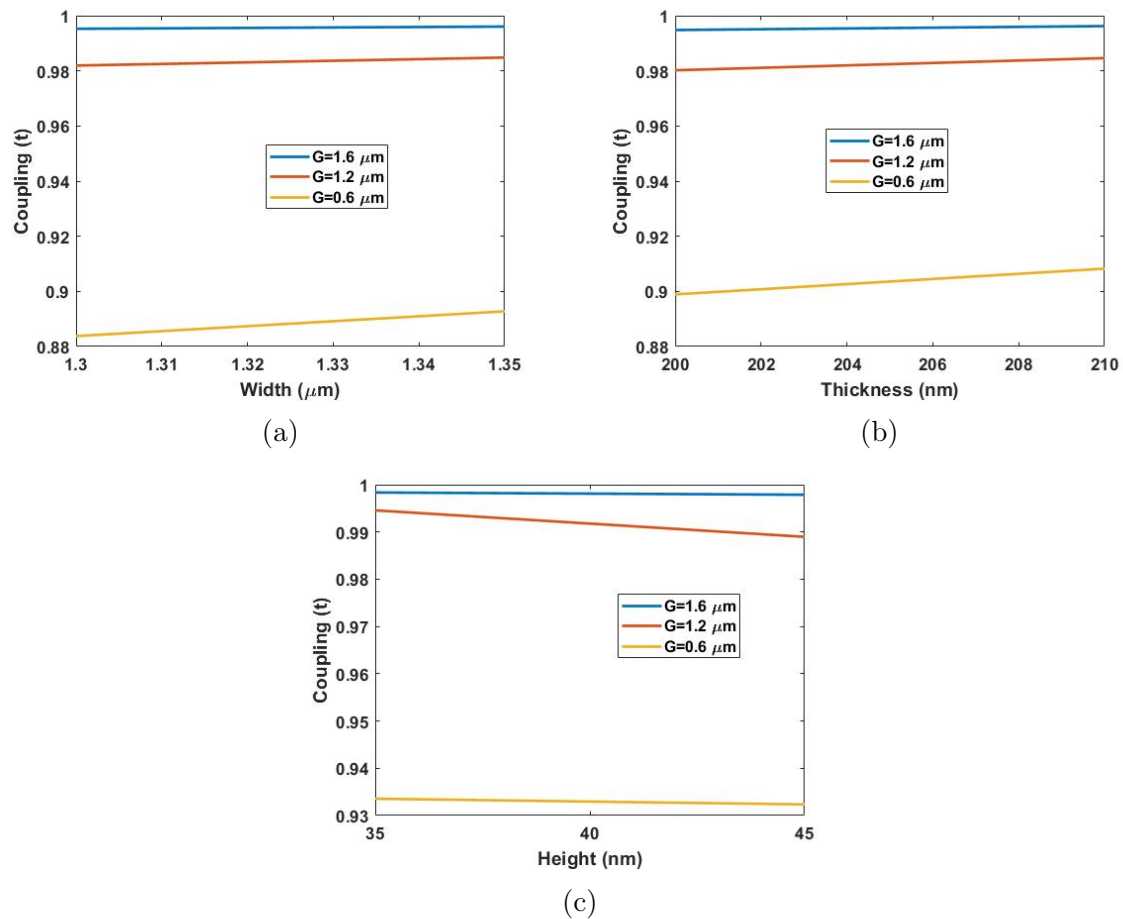 1
0.98
0.96
0.94
0.92
0.9
0.88
Coupling (t)
G=1.6 μm
G=1.2 μm
G=0.6 μm
1.3 1.31 1.32 1.33 1.34 1.35
Width (μm)
(a)
1
0.98
0.96
0.94
0.92
0.9
0.88
Coupling (t)
G=1.6 μm
G=1.2 μm
G=0.6 μm
200 202 204 206 208 210
Thickness (nm)
(b)
1
0.99
0.98
0.97
0.96
0.95
0.94
0.93
Coupling (t)
G=1.6 μm
G=1.2 μm
G=0.6 μm
35 40 45
Height (nm)
(c)